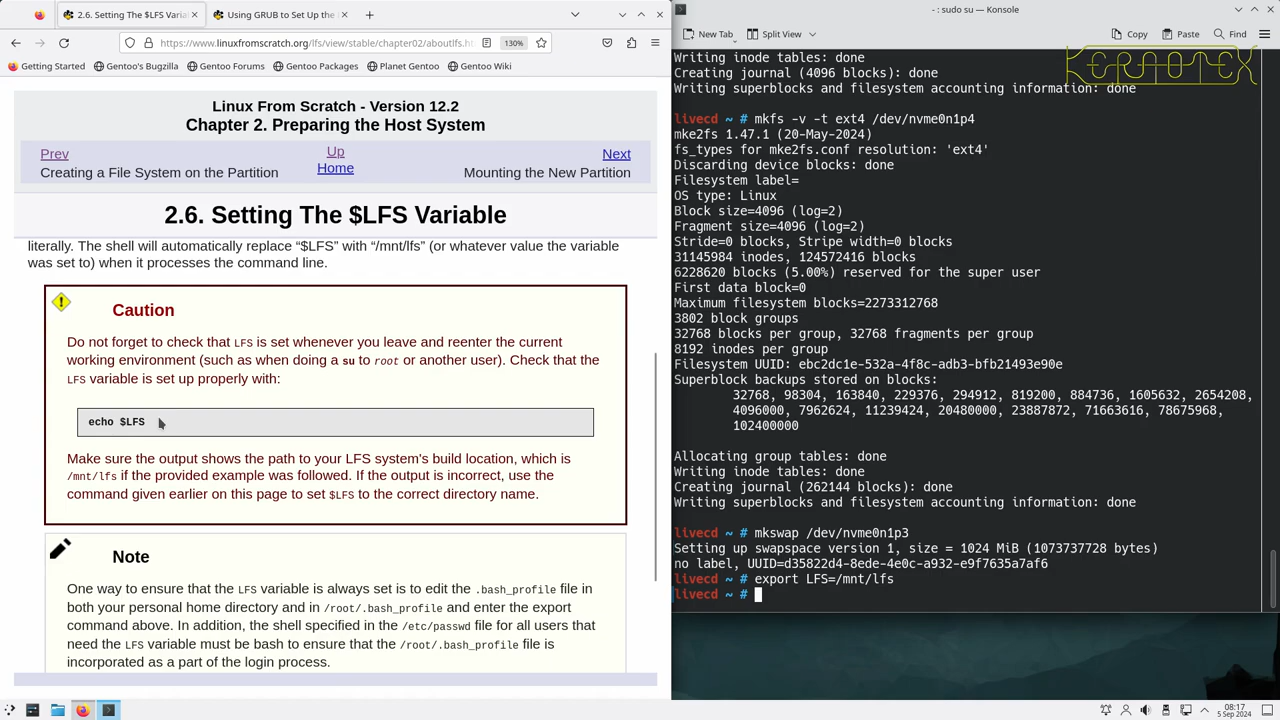 2.6. Setting The $LFS Varia
Using GRUB to Set Up the
https://www.linuxfromscratch.org/lfs/view/stable/chapter02/aboutlfs.h
130%
Getting Started
Gentoo's Bugzilla
Gentoo Forums
Gentoo Packages
Planet Gentoo
Gentoo Wiki
Linux From Scratch - Version 12.2
Chapter 2. Preparing the Host System
Prev
Up
Next
Creating a File System on the Partition
Home
Mounting the New Partition
2.6. Setting The $LFS Variable
literally. The shell will automatically replace “$LFS” with “/mnt/lfs” (or whatever value the variable
was set to) when it processes the command line.
Caution
Do not forget to check that LFS is set whenever you leave and reenter the current
working environment (such as when doing a su to root or another user). Check that the
LFS variable is set up properly with:
echo $LFS
Make sure the output shows the path to your LFS system's build location, which is
/mnt/lfs if the provided example was followed. If the output is incorrect, use the
command given earlier on this page to set $LFS to the correct directory name.
Note
One way to ensure that the LFS variable is always set is to edit the .bash_profile file in
both your personal home directory and in /root/.bash_profile and enter the export
command above. In addition, the shell specified in the /etc/passwd file for all users that
need the LFS variable must be bash to ensure that the /root/.bash_profile file is
incorporated as a part of the login process.
- : sudo su — Konsole
New Tab
Split View
Copy
Paste
Find
KERNOTEX
Writing inode tables: done
Creating journal (4096 blocks): done
Writing superblocks and filesystem accounting information: done
livecd ~ # mkfs -v -t ext4 /dev/nvme0n1p4
mke2fs 1.47.1 (20-May-2024)
fs_types for mke2fs.conf resolution: 'ext4'
Discarding device blocks: done
Filesystem label=
OS type: Linux
Block size=4096 (log=2)
Fragment size=4096 (log=2)
Stride=0 blocks, Stripe width=0 blocks
31145984 inodes, 124572416 blocks
6228620 blocks (5.00%) reserved for the super user
First data block=0
Maximum filesystem blocks=2273312768
3802 block groups
32768 blocks per group, 32768 fragments per group
8192 inodes per group
Filesystem UUID: ebc2dc1e-532a-4f8c-adb3-bfb21493e90e
Superblock backups stored on blocks:
32768, 98304, 163840, 229376, 294912, 819200, 884736, 1605632, 2654208,
4096000, 7962624, 11239424, 20480000, 23887872, 71663616, 78675968,
102400000
Allocating group tables: done
Writing inode tables: done
Creating journal (262144 blocks): done
Writing superblocks and filesystem accounting information: done
livecd ~ # mkswap /dev/nvme0n1p3
Setting up swapspace version 1, size = 1024 MiB (1073737728 bytes)
no label, UUID=d35822d4-8ede-4e0c-a932-e9f7635a7af6
livecd ~ # export LFS=/mnt/lfs
livecd ~ #
08:17
5 Sep 2024